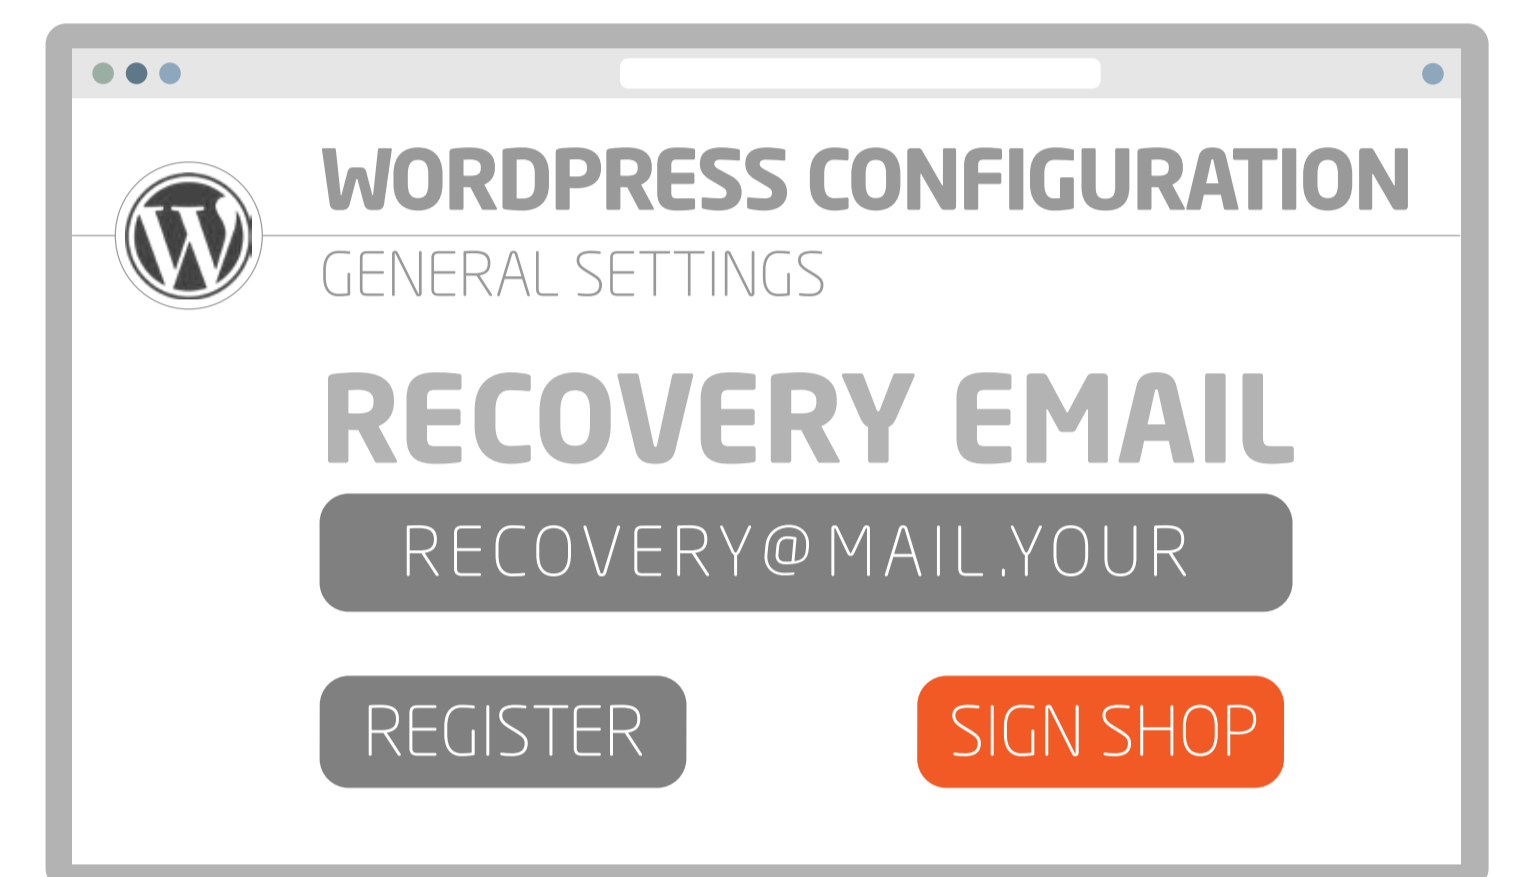 WORDPRESS CONFIGURATION
GENERAL SETTINGS
RECOVERY EMAIL
RECOVERY@MAIL.YOUR
REGISTER
SIGN SHOP